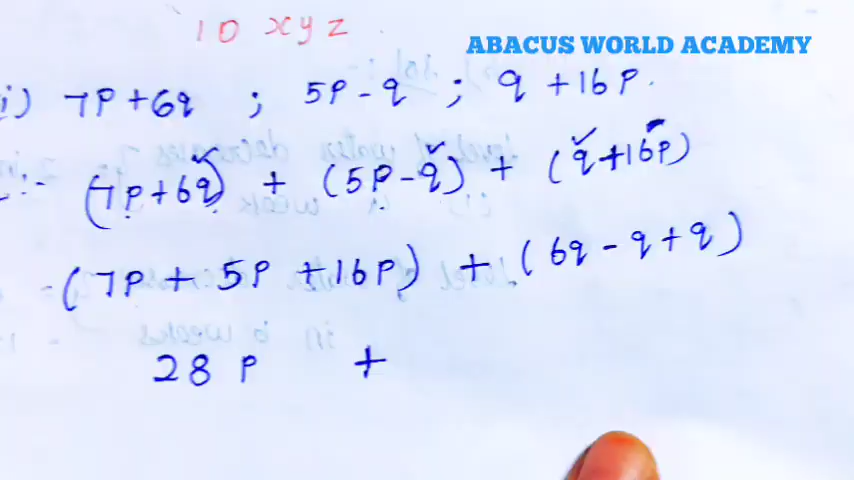 10 xyz
ABACUS WORLD ACADEMY
i) 7p+6q ; 5p-q ; q +16p.
:- (7p+6q) + (5p-q) + (q+16p)
(7p + 5p +16p) + (6q - q + q)
28 p +